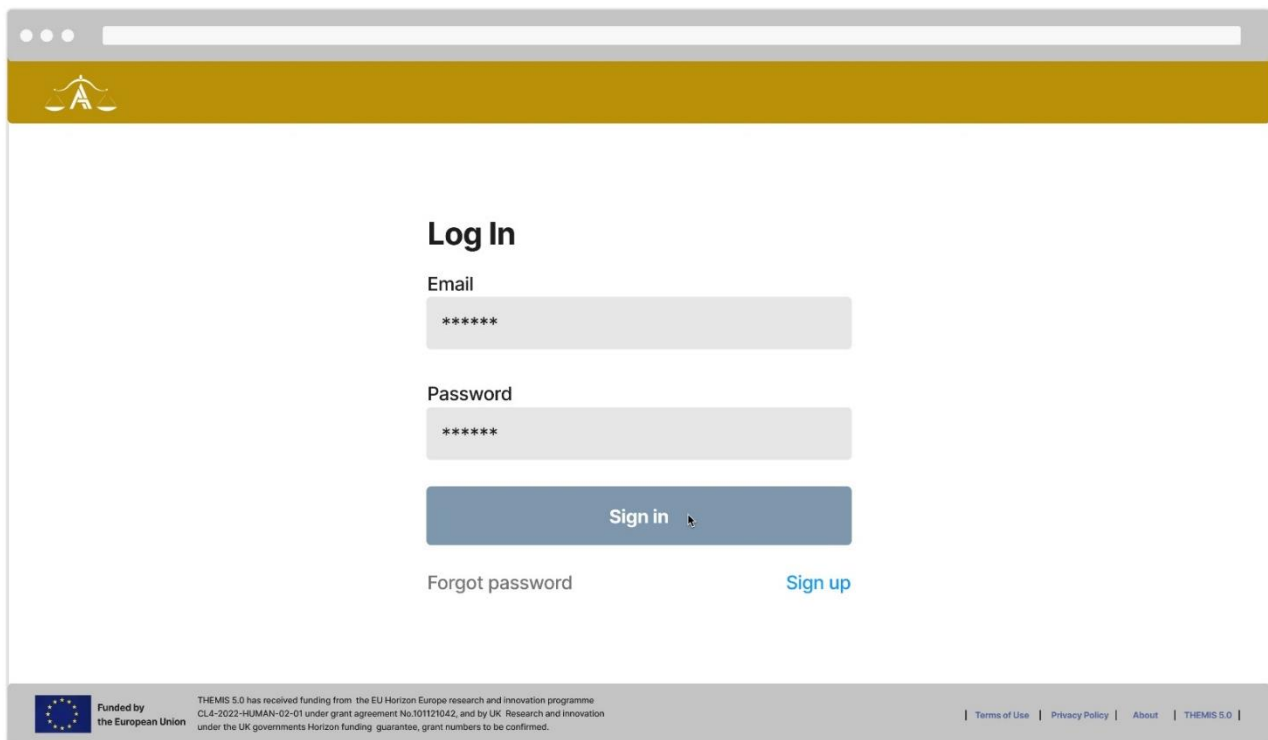 Log In
Email
******
Password
******
Sign in
Forgot password
Sign up
Funded by
the European Union
THEMIS 5.0 has received funding from the EU Horizon Europe research and innovation programme
CL4-2022-HUMAN-02-01 under grant agreement No.101121042, and by UK Research and innovation
under the UK governments Horizon funding guarantee, grant numbers to be confirmed.
| Terms of Use | Privacy Policy | About | THEMIS 5.0 |